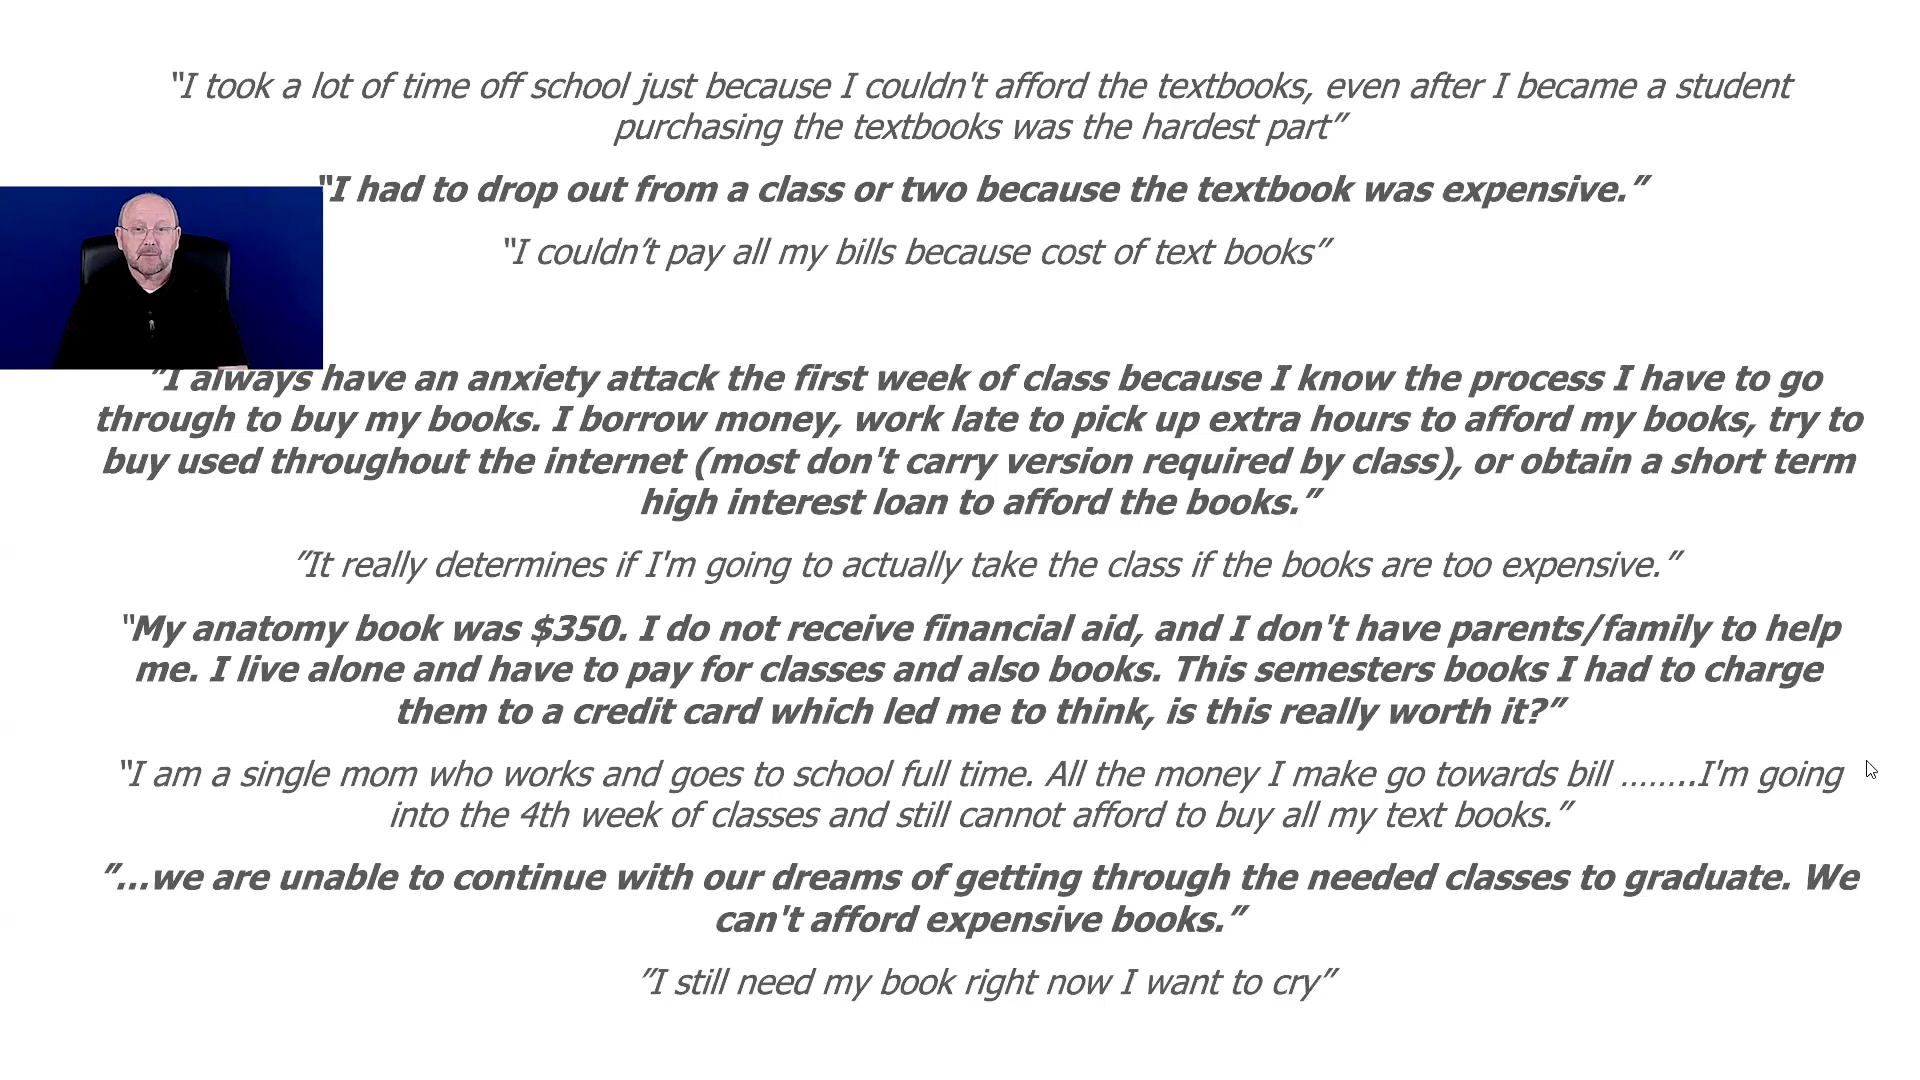 “I took a lot of time off school just because I couldn't afford the textbooks, even after I became a student
purchasing the textbooks was the hardest part”
“I had to drop out from a class or two because the textbook was expensive.”
“I couldn’t pay all my bills because cost of text books”
”I always have an anxiety attack the first week of class because I know the process I have to go
through to buy my books. I borrow money, work late to pick up extra hours to afford my books, try to
buy used throughout the internet (most don't carry version required by class), or obtain a short term
high interest loan to afford the books.”
”It really determines if I'm going to actually take the class if the books are too expensive.”
“My anatomy book was $350. I do not receive financial aid, and I don't have parents/family to help
me. I live alone and have to pay for classes and also books. This semesters books I had to charge
them to a credit card which led me to think, is this really worth it?”
“I am a single mom who works and goes to school full time. All the money I make go towards bill ........I'm going
into the 4th week of classes and still cannot afford to buy all my text books.”
”...we are unable to continue with our dreams of getting through the needed classes to graduate. We
can't afford expensive books.”
”I still need my book right now I want to cry”